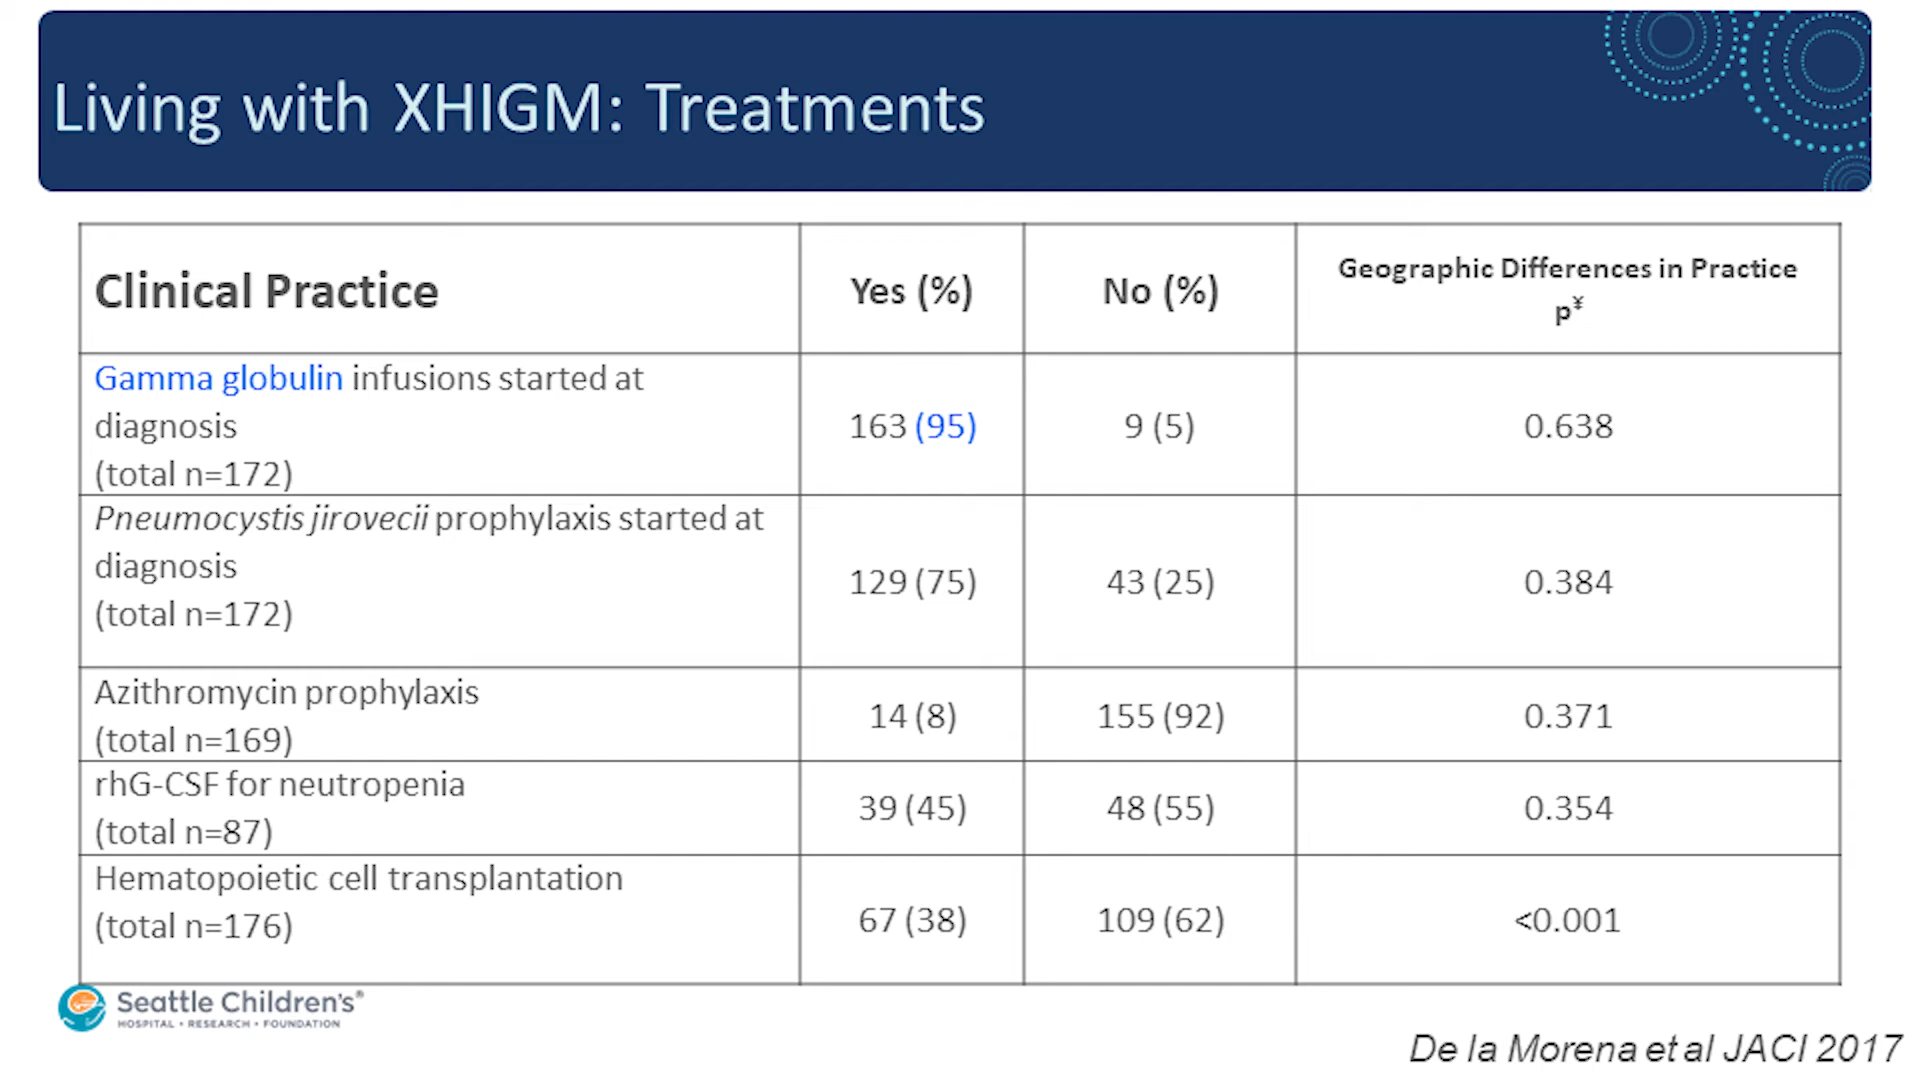 Living with XHIGM: Treatments
Clinical Practice
Yes (%)
No (%)
Geographic Differences in Practice
p¥
Gamma globulin infusions started at
diagnosis
(total n=172)
163 (95)
9 (5)
0.638
Pneumocystis jirovecii prophylaxis started at
diagnosis
(total n=172)
129 (75)
43 (25)
0.384
Azithromycin prophylaxis
(total n=169)
14 (8)
155 (92)
0.371
rhG-CSF for neutropenia
(total n=87)
39 (45)
48 (55)
0.354
Hematopoietic cell transplantation
(total n=176)
67 (38)
109 (62)
<0.001
Seattle Children's®
HOSPITAL • RESEARCH • FOUNDATION
De la Morena et al JACI 2017